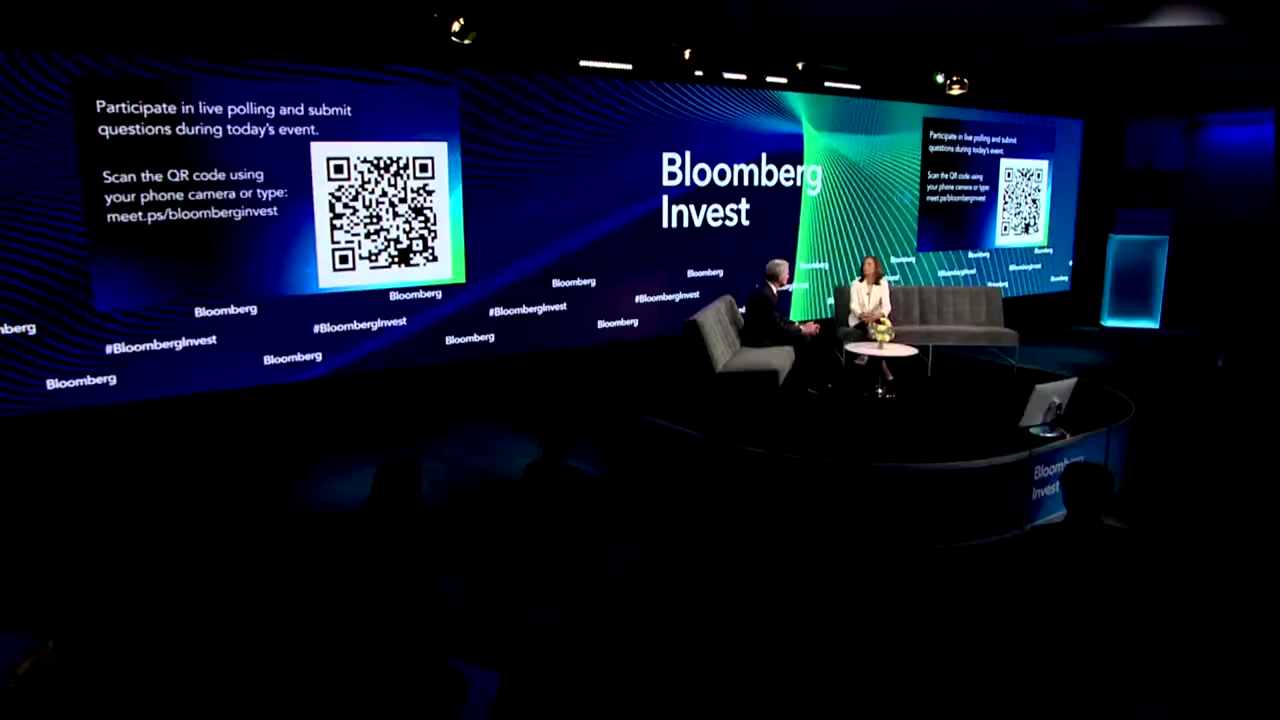 Participate in live polling and submit
questions during today's event.
Scan the QR code using
your phone camera or type:
meet.ps/bloomberginvest
Bloomberg
Invest
Participate in live polling and submit
questions during today's event.
Scan the QR code using
your phone camera or type:
meet.ps/bloomberginvest
Bloomberg
Bloomberg
Bloomberg
Bloomberg
#BloombergInvest
#BloombergInvest
#BloombergInvest
#BloombergInvest
Bloomberg
Bloomberg
Bloomberg
Bloomberg
Bloomberg
#BloombergInvest
#BloombergInvest
Bloomberg
Bloomberg
Invest